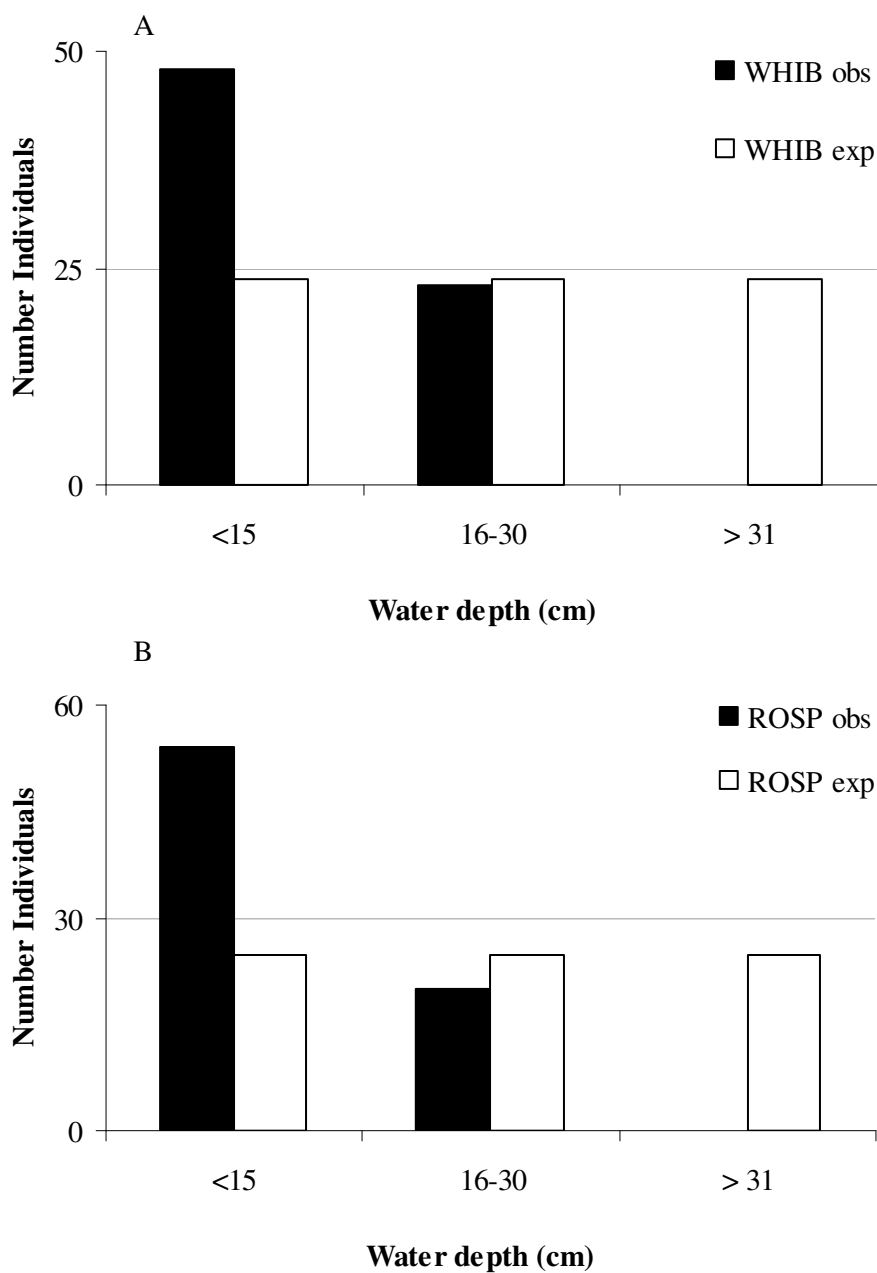 A
50
WHIB obs
WHIB exp
25
0
Number Individuals
<15 16-30 > 31
Water depth (cm)
B
60
ROSP obs
ROSP exp
30
0
Number Individuals
<15 16-30 > 31
Water depth (cm)